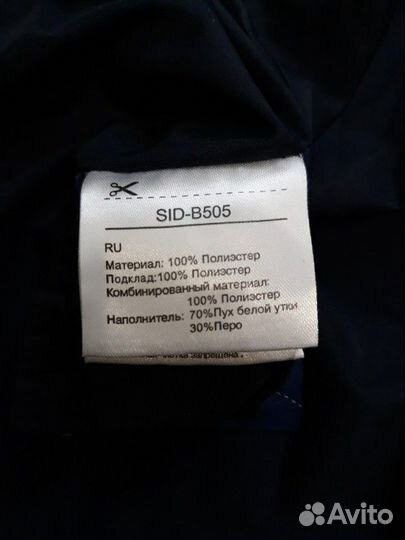 SID-B505
RU
Материал: 100% Полиэстер
Подклад:100% Полиэстер
Комбинированный материал:
100% Полиэстер
Наполнитель: 70%Пух белой утки
30%Перо
Avito